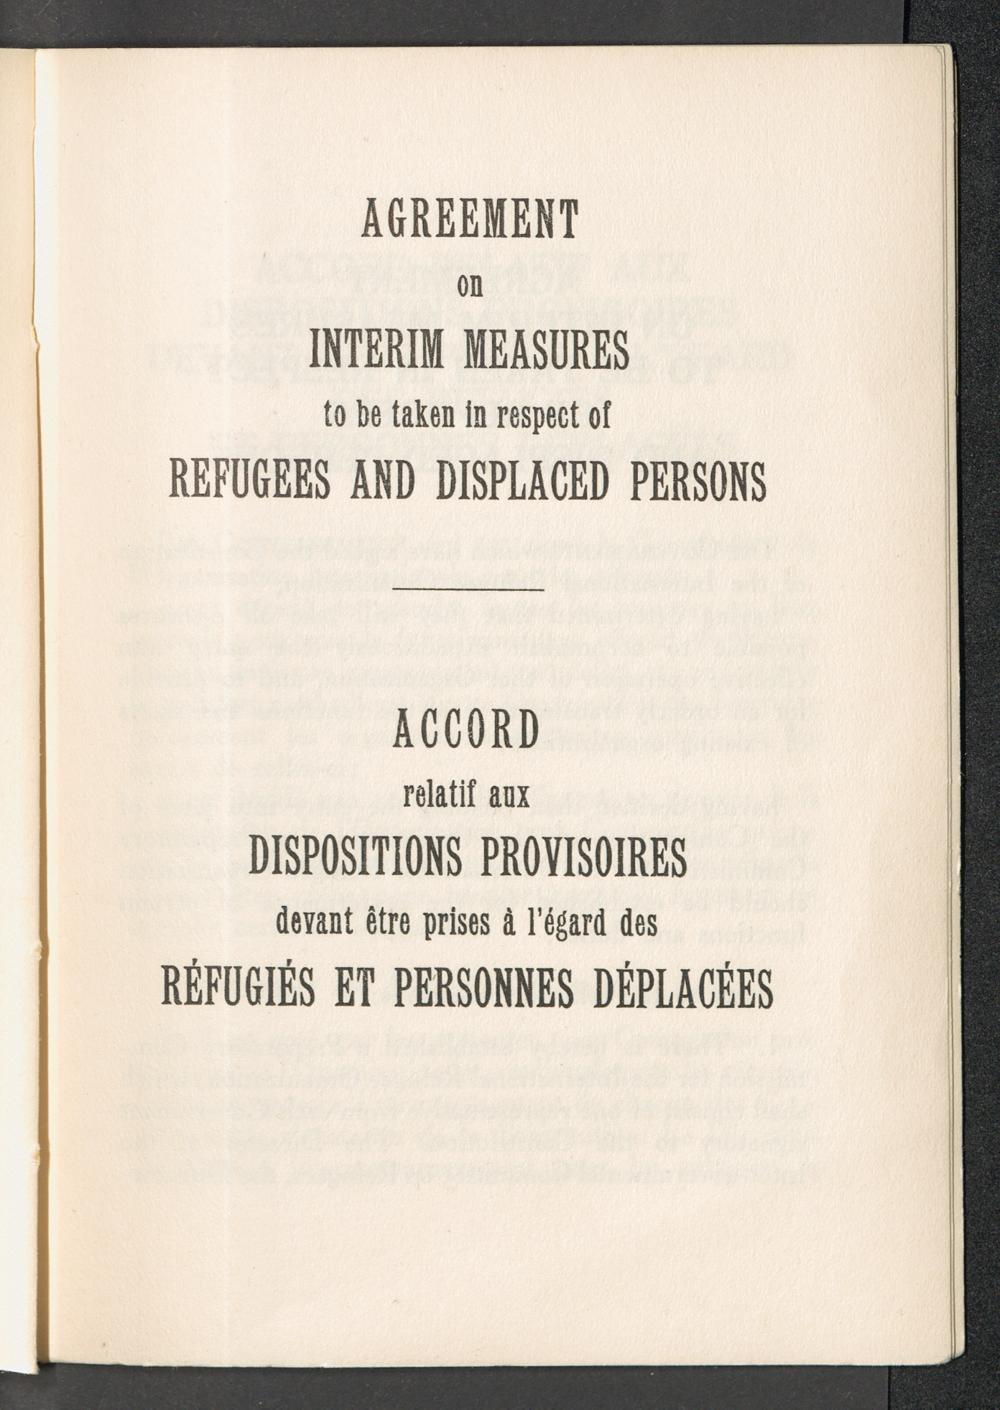 AGREEMENT
on
INTERIM MEASURES
to be taken in respect of
REFUGEES AND DISPLACED PERSONS
ACCORD
relatif aux
DISPOSITIONS PROVISOIRES
devant être prises à l'égard des
RÉFUGIÉS ET PERSONNES DÉPLACÉES